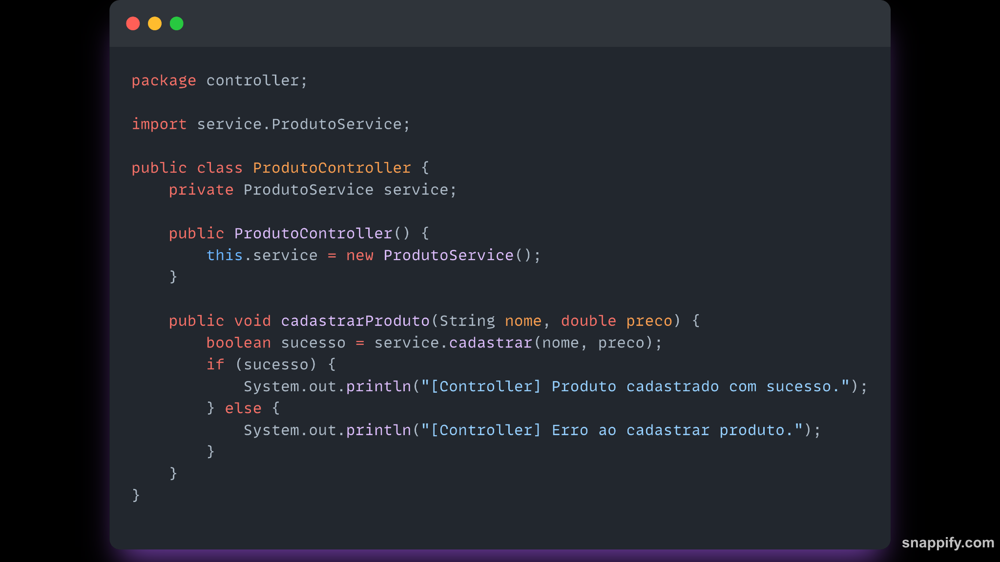 package controller;

import service.ProdutoService;

public class ProdutoController {
    private ProdutoService service;

    public ProdutoController() {
        this.service = new ProdutoService();
    }

    public void cadastrarProduto(String nome, double preco) {
        boolean sucesso = service.cadastrar(nome, preco);
        if (sucesso) {
            System.out.println("[Controller] Produto cadastrado com sucesso.");
        } else {
            System.out.println("[Controller] Erro ao cadastrar produto.");
        }
    }
}
snappify.com